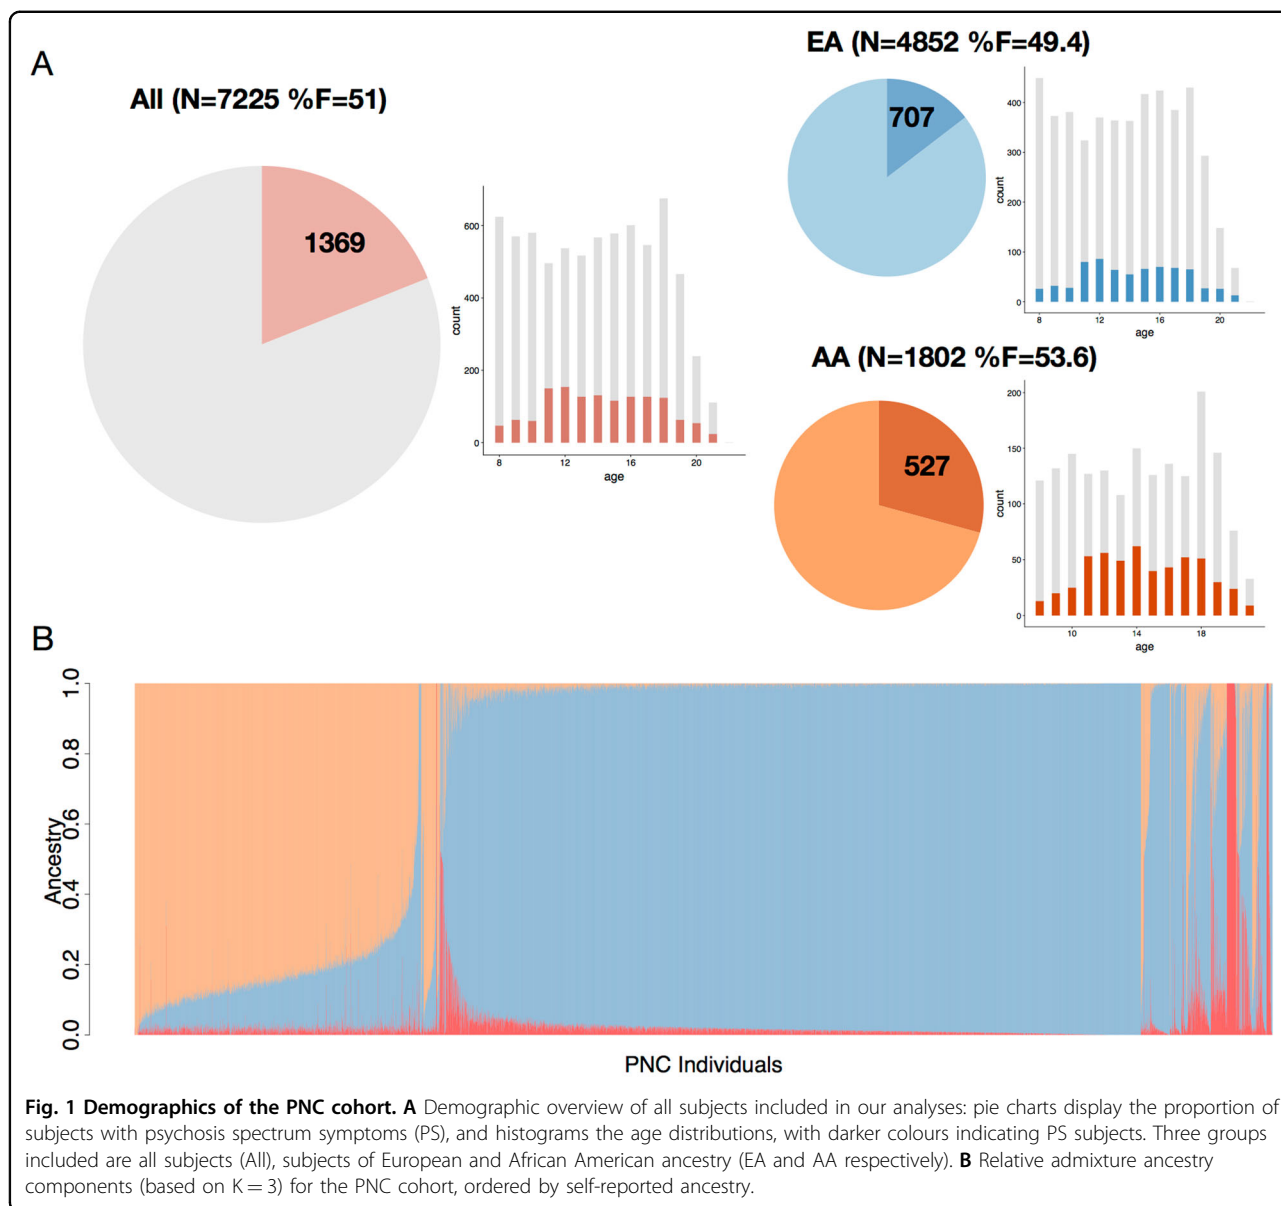 A
All (N=7225 %F=51)
1369
count
600
400
200
0
8
12
16
20
age
EA (N=4852 %F=49.4)
707
count
400
300
200
100
0
8
12
16
20
age
AA (N=1802 %F=53.6)
527
count
200
150
100
50
0
10
14
18
age
B
Ancestry
1.0
0.8
0.6
0.4
0.2
0.0
PNC Individuals
Fig. 1 Demographics of the PNC cohort. A Demographic overview of all subjects included in our analyses: pie charts display the proportion of
subjects with psychosis spectrum symptoms (PS), and histograms the age distributions, with darker colours indicating PS subjects. Three groups
included are all subjects (All), subjects of European and African American ancestry (EA and AA respectively). B Relative admixture ancestry
components (based on K = 3) for the PNC cohort, ordered by self-reported ancestry.